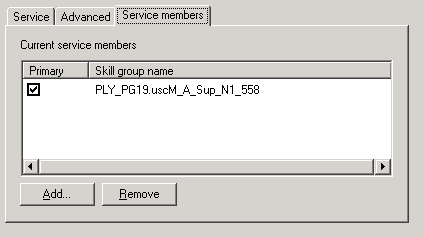 Service Advanced Service members
Current service members
Primary Skill group name
PLY_PG19.uscM_A_Sup_N1_558
Add... Remove